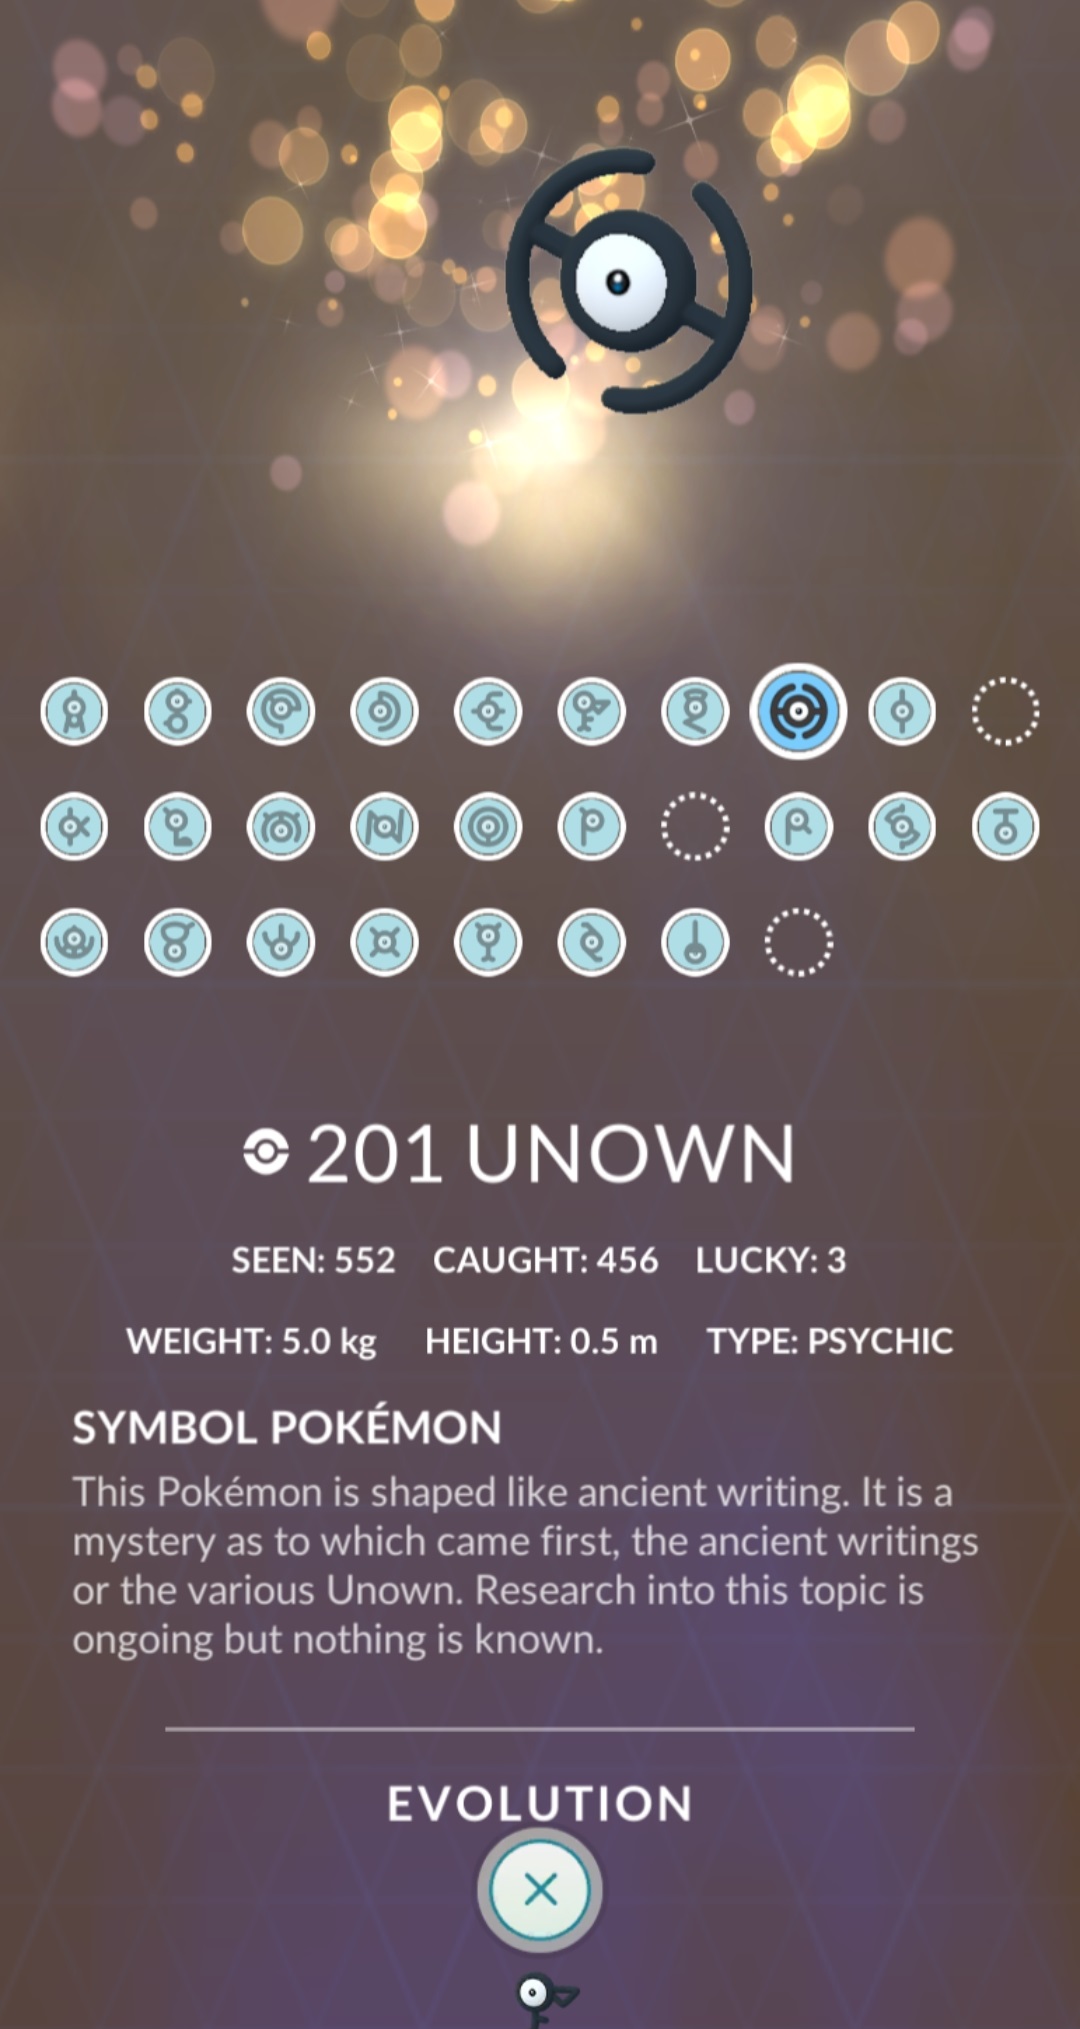 201 UNOWN
SEEN: 552 CAUGHT: 456 LUCKY: 3
WEIGHT: 5.0 kg HEIGHT: 0.5 m TYPE: PSYCHIC
SYMBOL POKÉMON
This Pokémon is shaped like ancient writing. It is a
mystery as to which came first, the ancient writings
or the various Unown. Research into this topic is
ongoing but nothing is known.
EVOLUTION